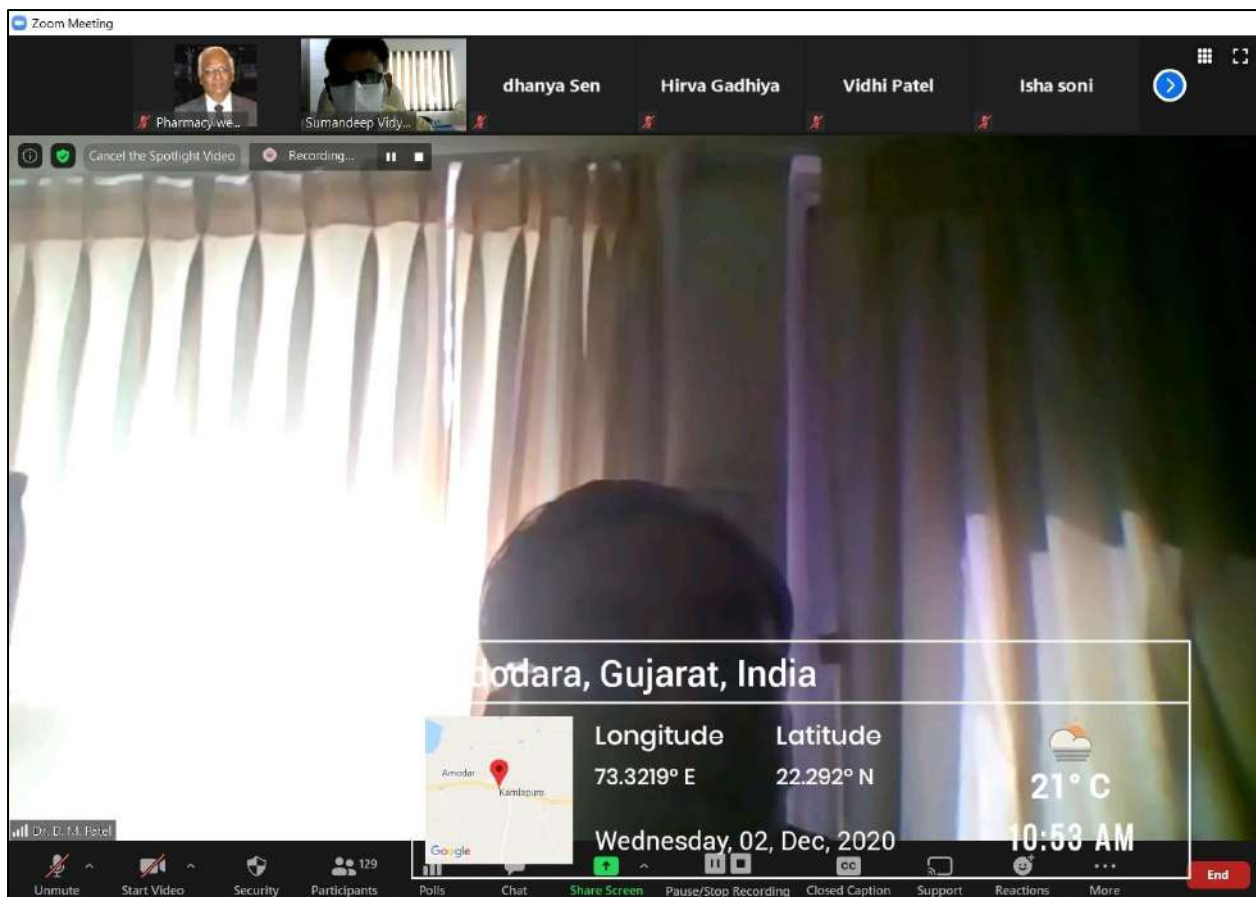 Zoom Meeting
Pharmacy we...
Sumandeep Vidy...
dhanya Sen
Hirva Gadhiya
Vidhi Patel
Isha soni
Cancel the Spotlight Video
Recording...
dodara, Gujarat, India
Longitude
Latitude
73.3219° E
22.292° N
Amodar
Kamlapura
Google
21° C
Wednesday, 02, Dec, 2020
10:53 AM
Dr. D. M. Patel
129
CC
Unmute
Start Video
Security
Participants
Polls
Chat
Share Screen
Pause/Stop Recording
Closed Caption
Support
Reactions
More
End